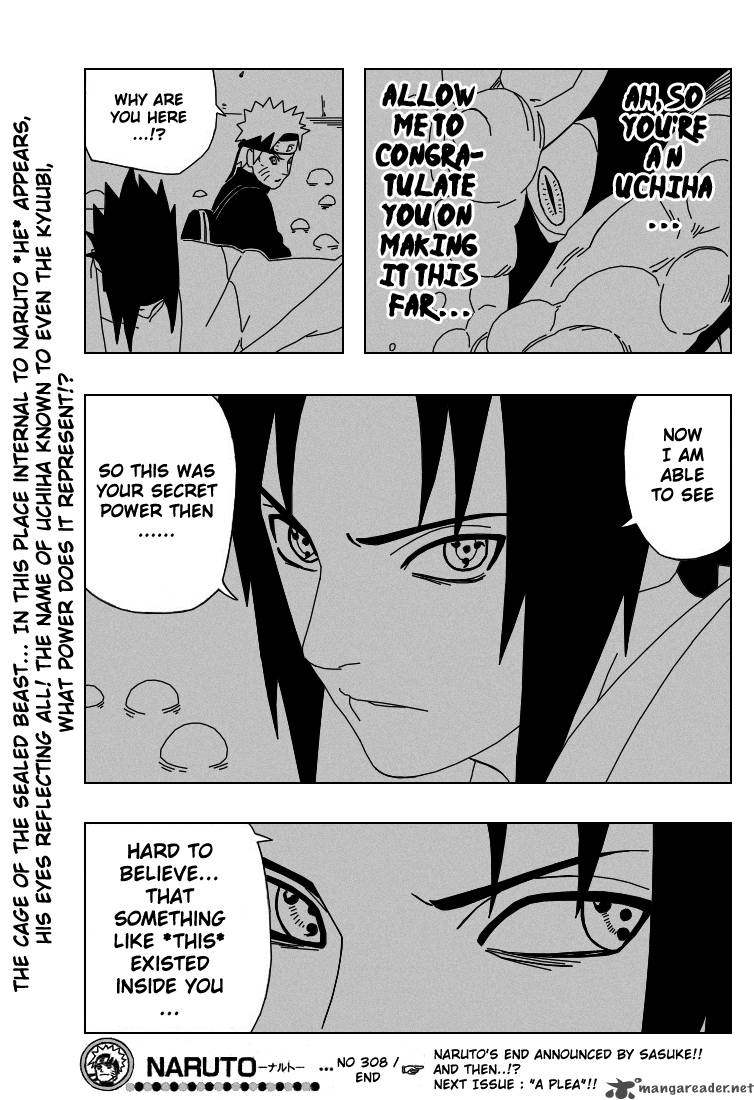 AH, SO
YOU'RE
AN
UCHIHA
...
ALLOW
ME TO
CONGRA-
TULATE
YOU ON
MAKING
IT THIS
FAR...
WHY ARE
YOU HERE
...!?
NOW
I AM
ABLE
TO SEE
SO THIS WAS
YOUR SECRET
POWER THEN
......
HARD TO
BELIEVE...
THAT
SOMETHING
LIKE *THIS*
EXISTED
INSIDE YOU
...
THE CAGE OF THE SEALED BEAST... IN THIS PLACE INTERNAL TO NARUTO *HE* APPEARS,
HIS EYES REFLECTING ALL! THE NAME OF UCHIHA KNOWN TO EVEN THE KYUUBI,
WHAT POWER DOES IT REPRESENT!?
NARUTO ーナルトー
... NO 308 /
END
☞
NARUTO'S END ANNOUNCED BY SASUKE!!
AND THEN..!?
NEXT ISSUE : "A PLEA"!!
mangareader.net